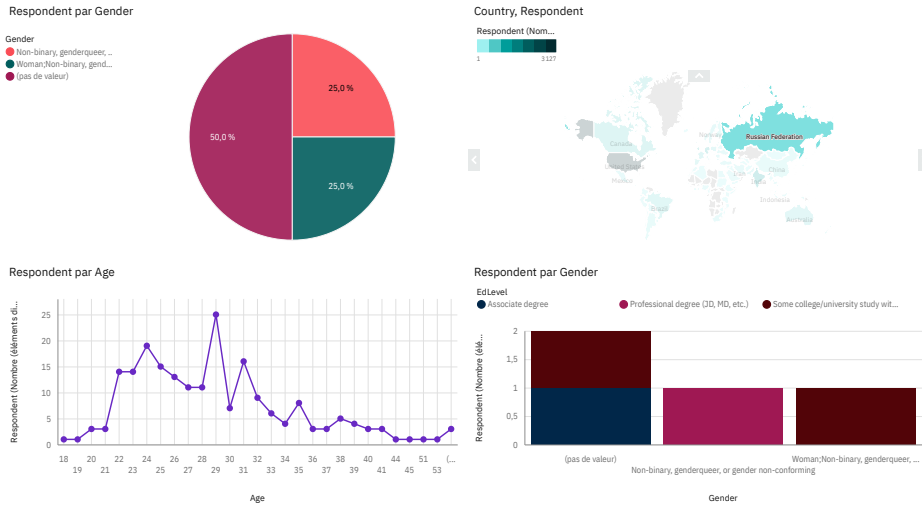 Respondent par Gender
Gender
Non-binary, genderqueer, ..
Woman;Non-binary, gend...
(pas de valeur)
25,0 %
50,0 %
25,0 %
Country, Respondent
Respondent (Nom...
1 3 127
Canada
United States
Mexico
Brazil
Norway
Russian Federation
Iran
China
India
Indonesia
Australia
Respondent par Age
Respondent (Nombre (éléments di...
25
20
15
10
5
0
18 20 22 24 26 28 30 32 34 36 38 40 44 51 (...
19 21 23 25 27 29 31 33 35 37 39 41 45 53
Age
Respondent par Gender
EdLevel
Associate degree
Professional degree (JD, MD, etc.)
Some college/university study wit...
Respondent (Nombre (élé...
2
1,5
1
0,5
0
(pas de valeur)
Woman;Non-binary, genderqueer, ...
Non-binary, genderqueer, or gender non-conforming
Gender